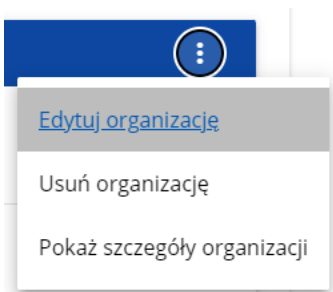 Edytuj organizację
Usuń organizację
Pokaż szczegóły organizacji